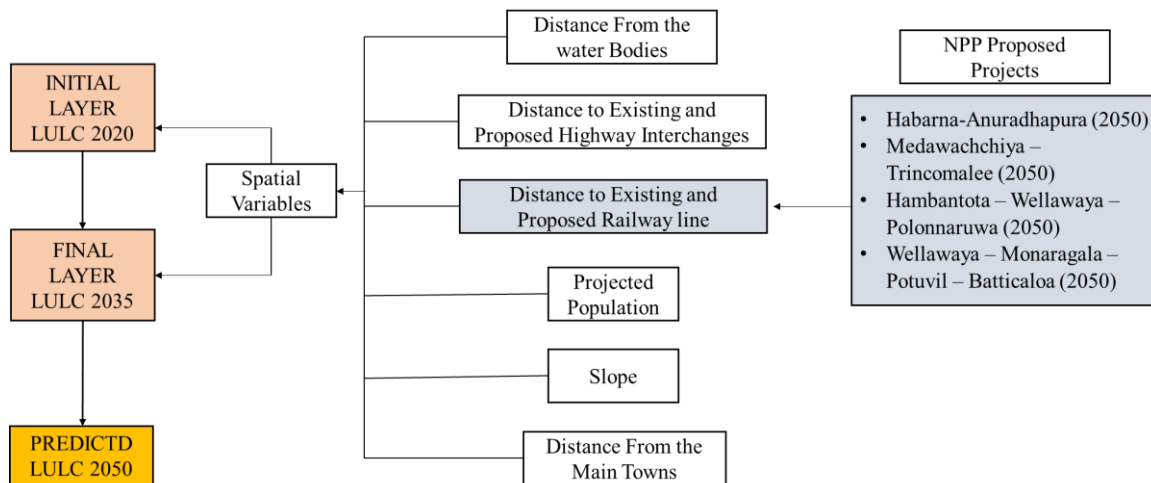 INITIAL
LAYER
LULC 2020
FINAL
LAYER
LULC 2035
PREDICTD
LULC 2050
Spatial
Variables
Distance From the
water Bodies
Distance to Existing and
Proposed Highway Interchanges
Distance to Existing and
Proposed Railway line
Projected
Population
Slope
Distance From the
Main Towns
NPP Proposed
Projects
• Habarna-Anuradhapura (2050)
• Medawachchiya –
Trincomalee (2050)
• Hambantota – Wellawaya –
Polonnaruwa (2050)
• Wellawaya – Monaragala –
Potuvil – Batticaloa (2050)